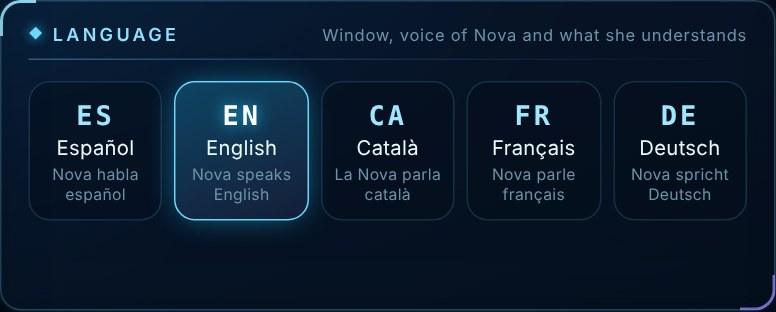 LANGUAGE
Window, voice of Nova and what she understands
ES
Español
Nova habla
español
EN
English
Nova speaks
English
CA
Català
La Nova parla
català
FR
Français
Nova parle
français
DE
Deutsch
Nova spricht
Deutsch